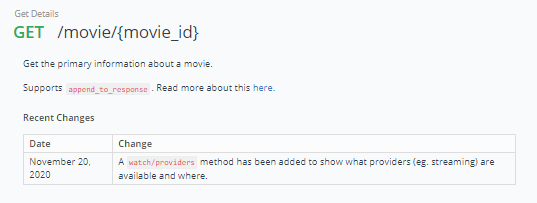 Get Details
GET /movie/{movie_id}
Get the primary information about a movie.
Supports append_to_response . Read more about this here.
Recent Changes
Date Change
November 20, A watch/providers method has been added to show what providers (eg. streaming) are
2020 available and where.